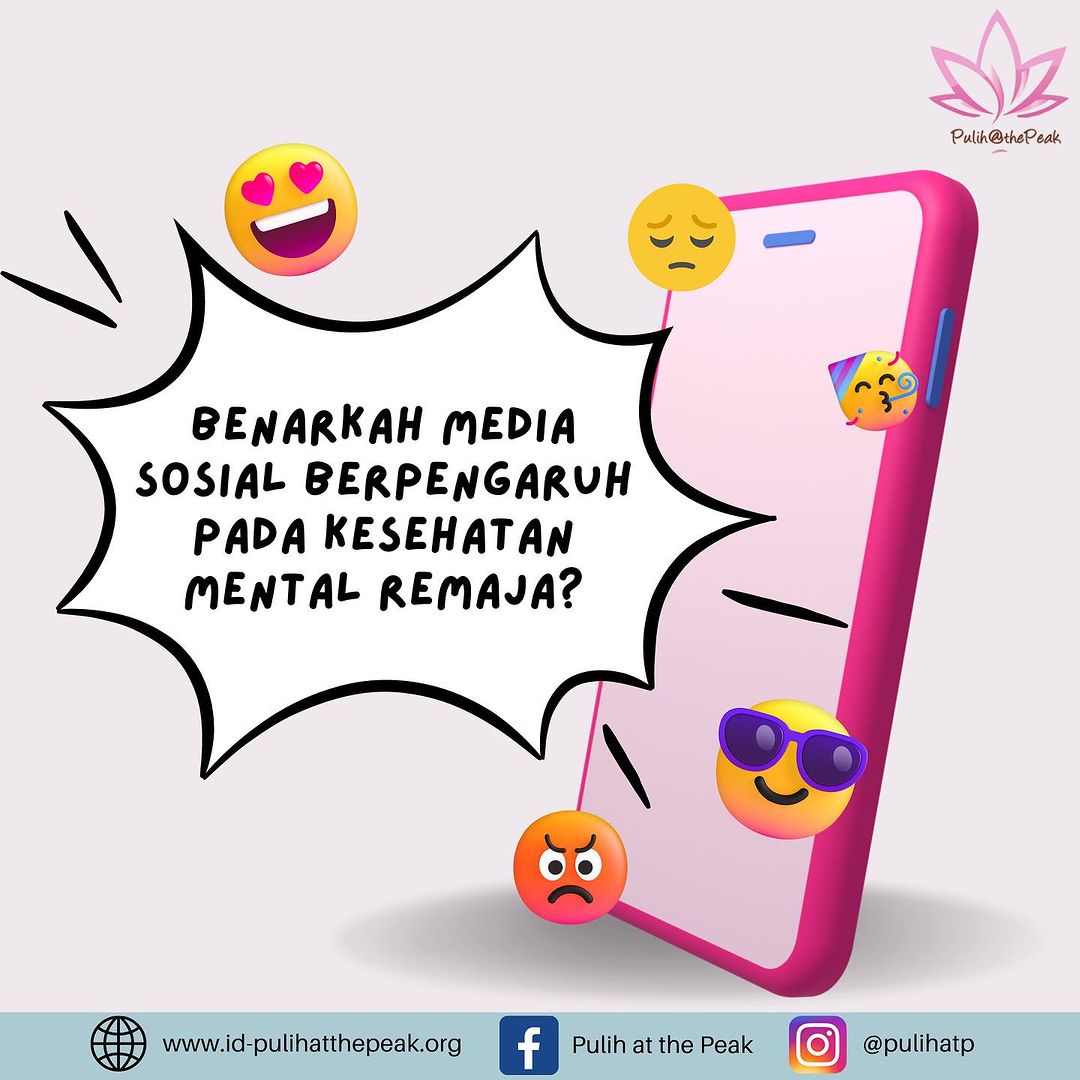 Pulih@thePeak
BENARKAH MEDIA
SOSIAL BERPENGARUH
PADA KESEHATAN
MENTAL REMAJA?
www.id-pulihatthepeak.org
Pulih at the Peak
@pulihatp